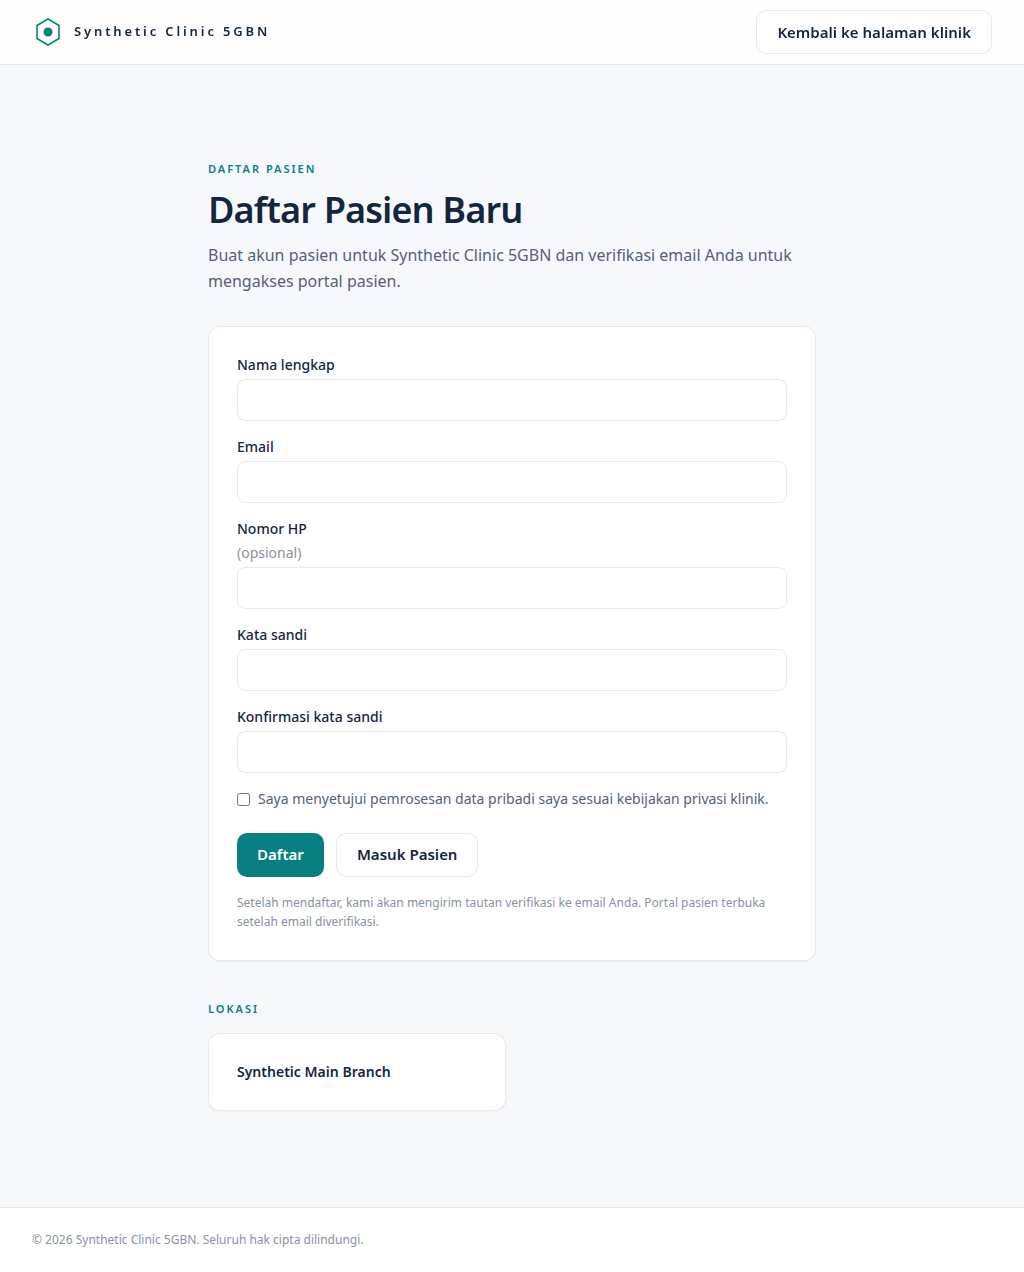 Synthetic Clinic 5GBN
Kembali ke halaman klinik
DAFTAR PASIEN
Daftar Pasien Baru
Buat akun pasien untuk Synthetic Clinic 5GBN dan verifikasi email Anda untuk
mengakses portal pasien.
Nama lengkap
Email
Nomor HP
(opsional)
Kata sandi
Konfirmasi kata sandi
Saya menyetujui pemrosesan data pribadi saya sesuai kebijakan privasi klinik.
Daftar
Masuk Pasien
Setelah mendaftar, kami akan mengirim tautan verifikasi ke email Anda. Portal pasien terbuka
setelah email diverifikasi.
LOKASI
Synthetic Main Branch
© 2026 Synthetic Clinic 5GBN. Seluruh hak cipta dilindungi.